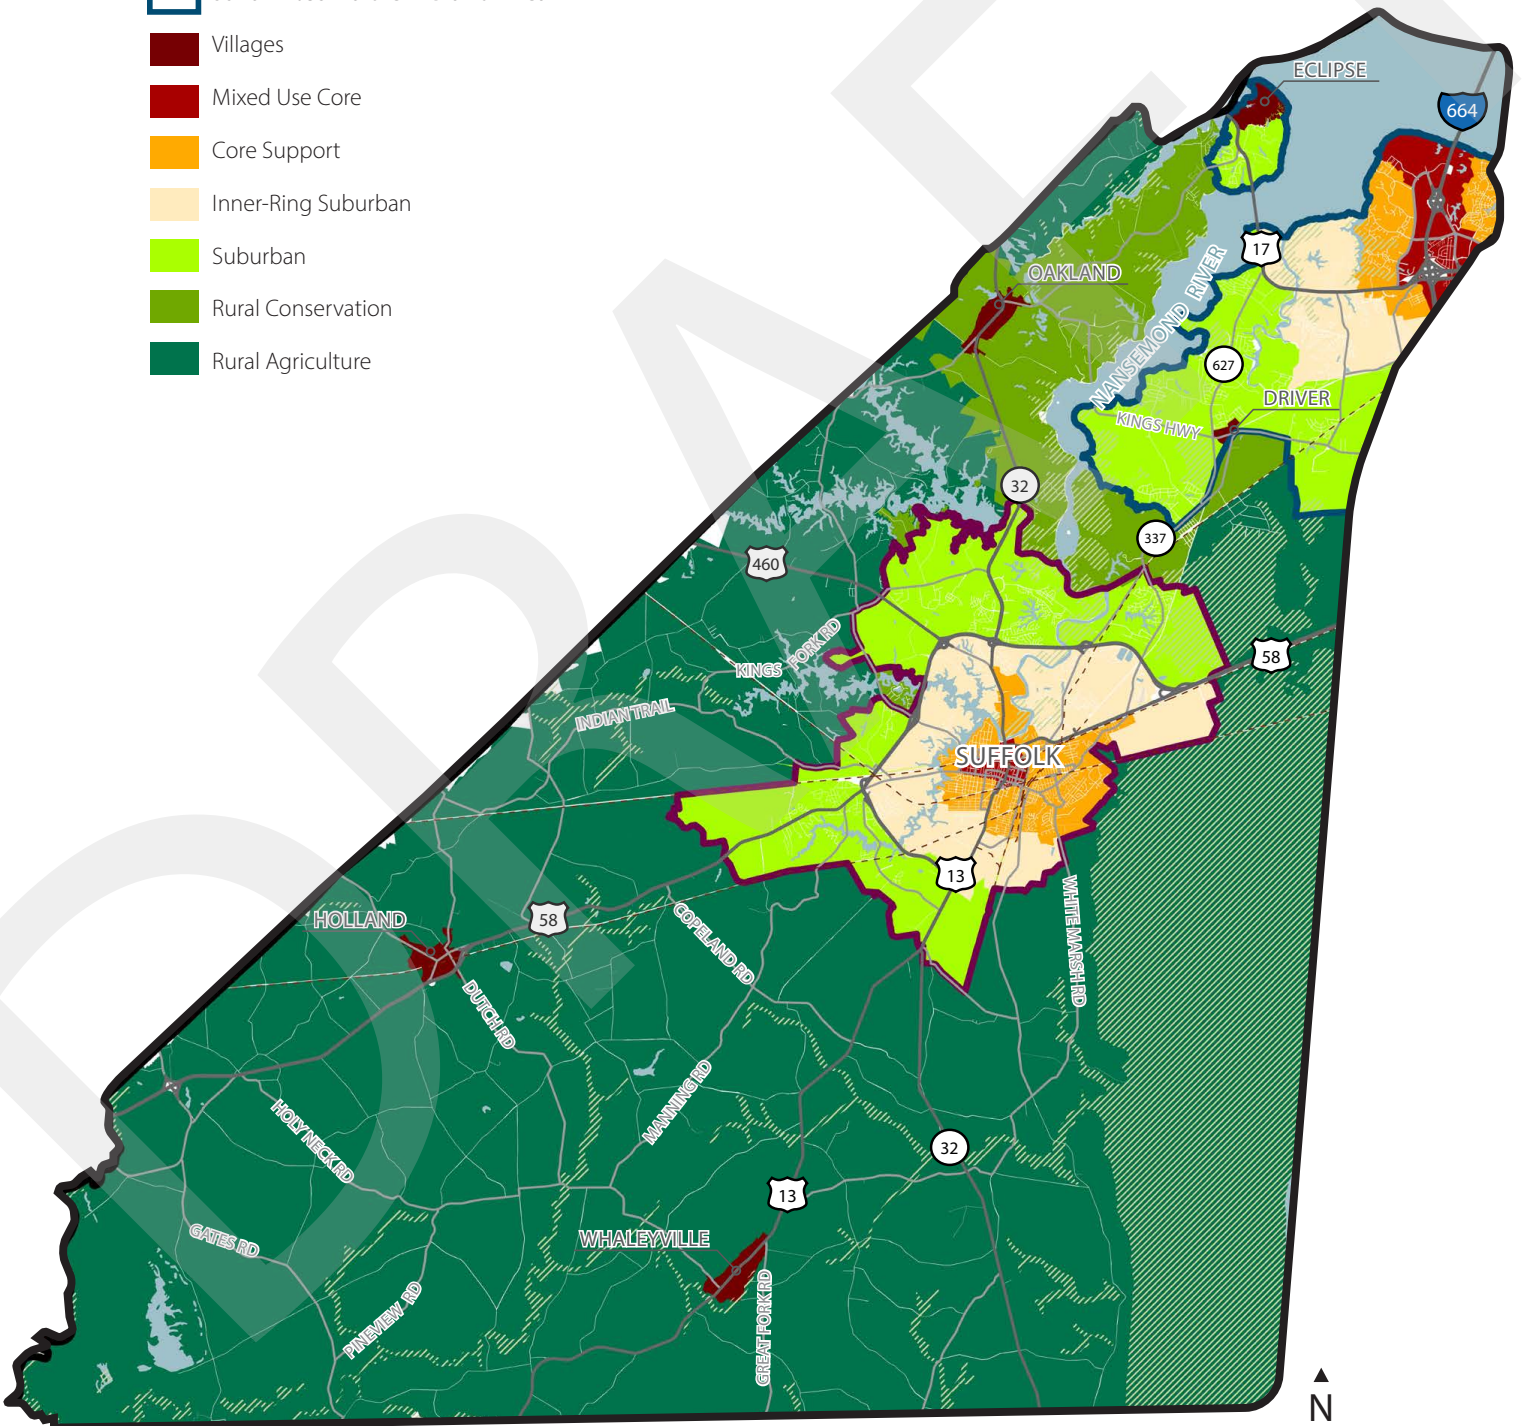 Villages
Mixed Use Core
Core Support
Inner-Ring Suburban
Suburban
Rural Conservation
Rural Agriculture
ECLIPSE
664
17
OAKLAND
NANSEMOND RIVER
627
DRIVER
KINGS HWY
32
337
460
KINGS FORK RD
58
INDIAN TRAIL
SUFFOLK
13
HOLLAND
58
COPELAND RD
WHITE MARSH RD
DUTCH RD
MANNING RD
HOLY NECK RD
32
13
GATES RD
WHALEYVILLE
PINEVIEW RD
GREAT FORK RD
N
DRAFT